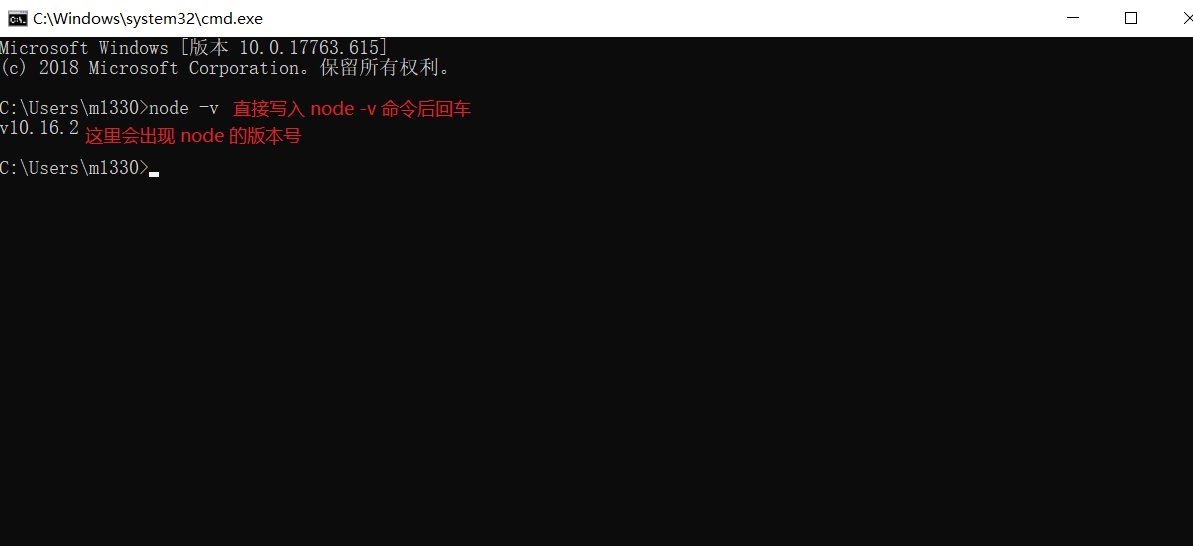 C:\Windows\system32\cmd.exe
Microsoft Windows [版本 10.0.17763.615]
(c) 2018 Microsoft Corporation。保留所有权利。
C:\Users\m1330>node -v 直接写入 node -v 命令后回车
v10.16.2 这里会出现 node 的版本号
C:\Users\m1330>